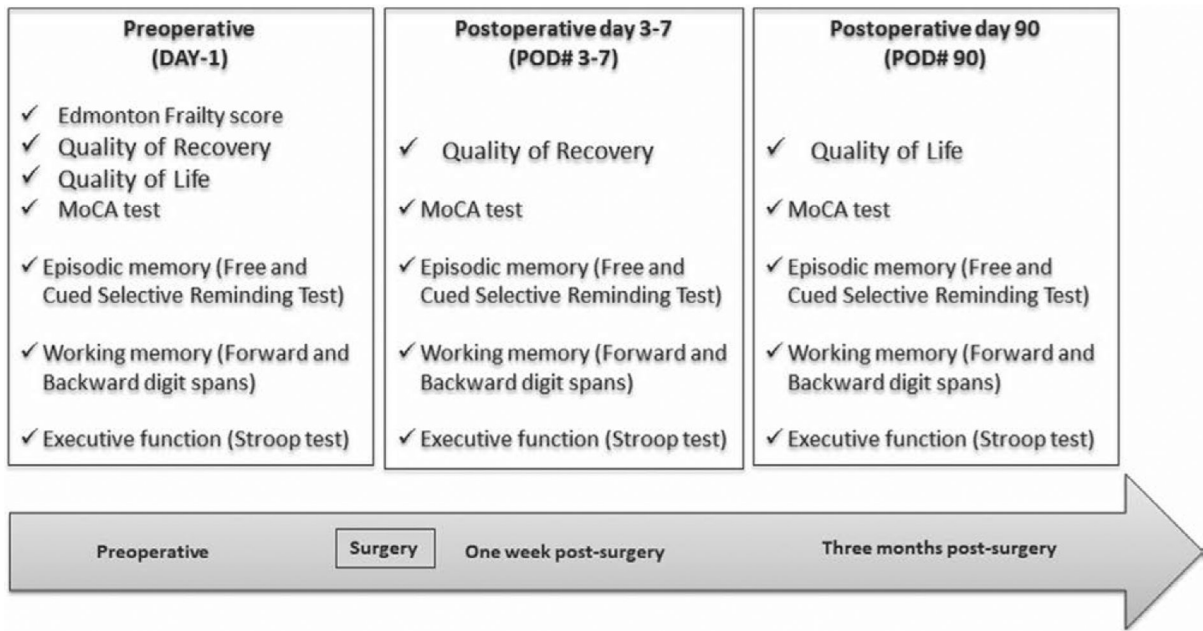 Preoperative
(DAY-1)
✓ Edmonton Frailty score
✓ Quality of Recovery
✓ Quality of Life
✓ MoCA test
✓ Episodic memory (Free and
Cued Selective Reminding Test)
✓ Working memory (Forward and
Backward digit spans)
✓ Executive function (Stroop test)
Postoperative day 3-7
(POD# 3-7)
✓ Quality of Recovery
✓ MoCA test
✓ Episodic memory (Free and
Cued Selective Reminding Test)
✓ Working memory (Forward and
Backward digit spans)
✓ Executive function (Stroop test)
Postoperative day 90
(POD# 90)
✓ Quality of Life
✓ MoCA test
✓ Episodic memory (Free and
Cued Selective Reminding Test)
✓ Working memory (Forward and
Backward digit spans)
✓ Executive function (Stroop test)
Preoperative
Surgery
One week post-surgery
Three months post-surgery